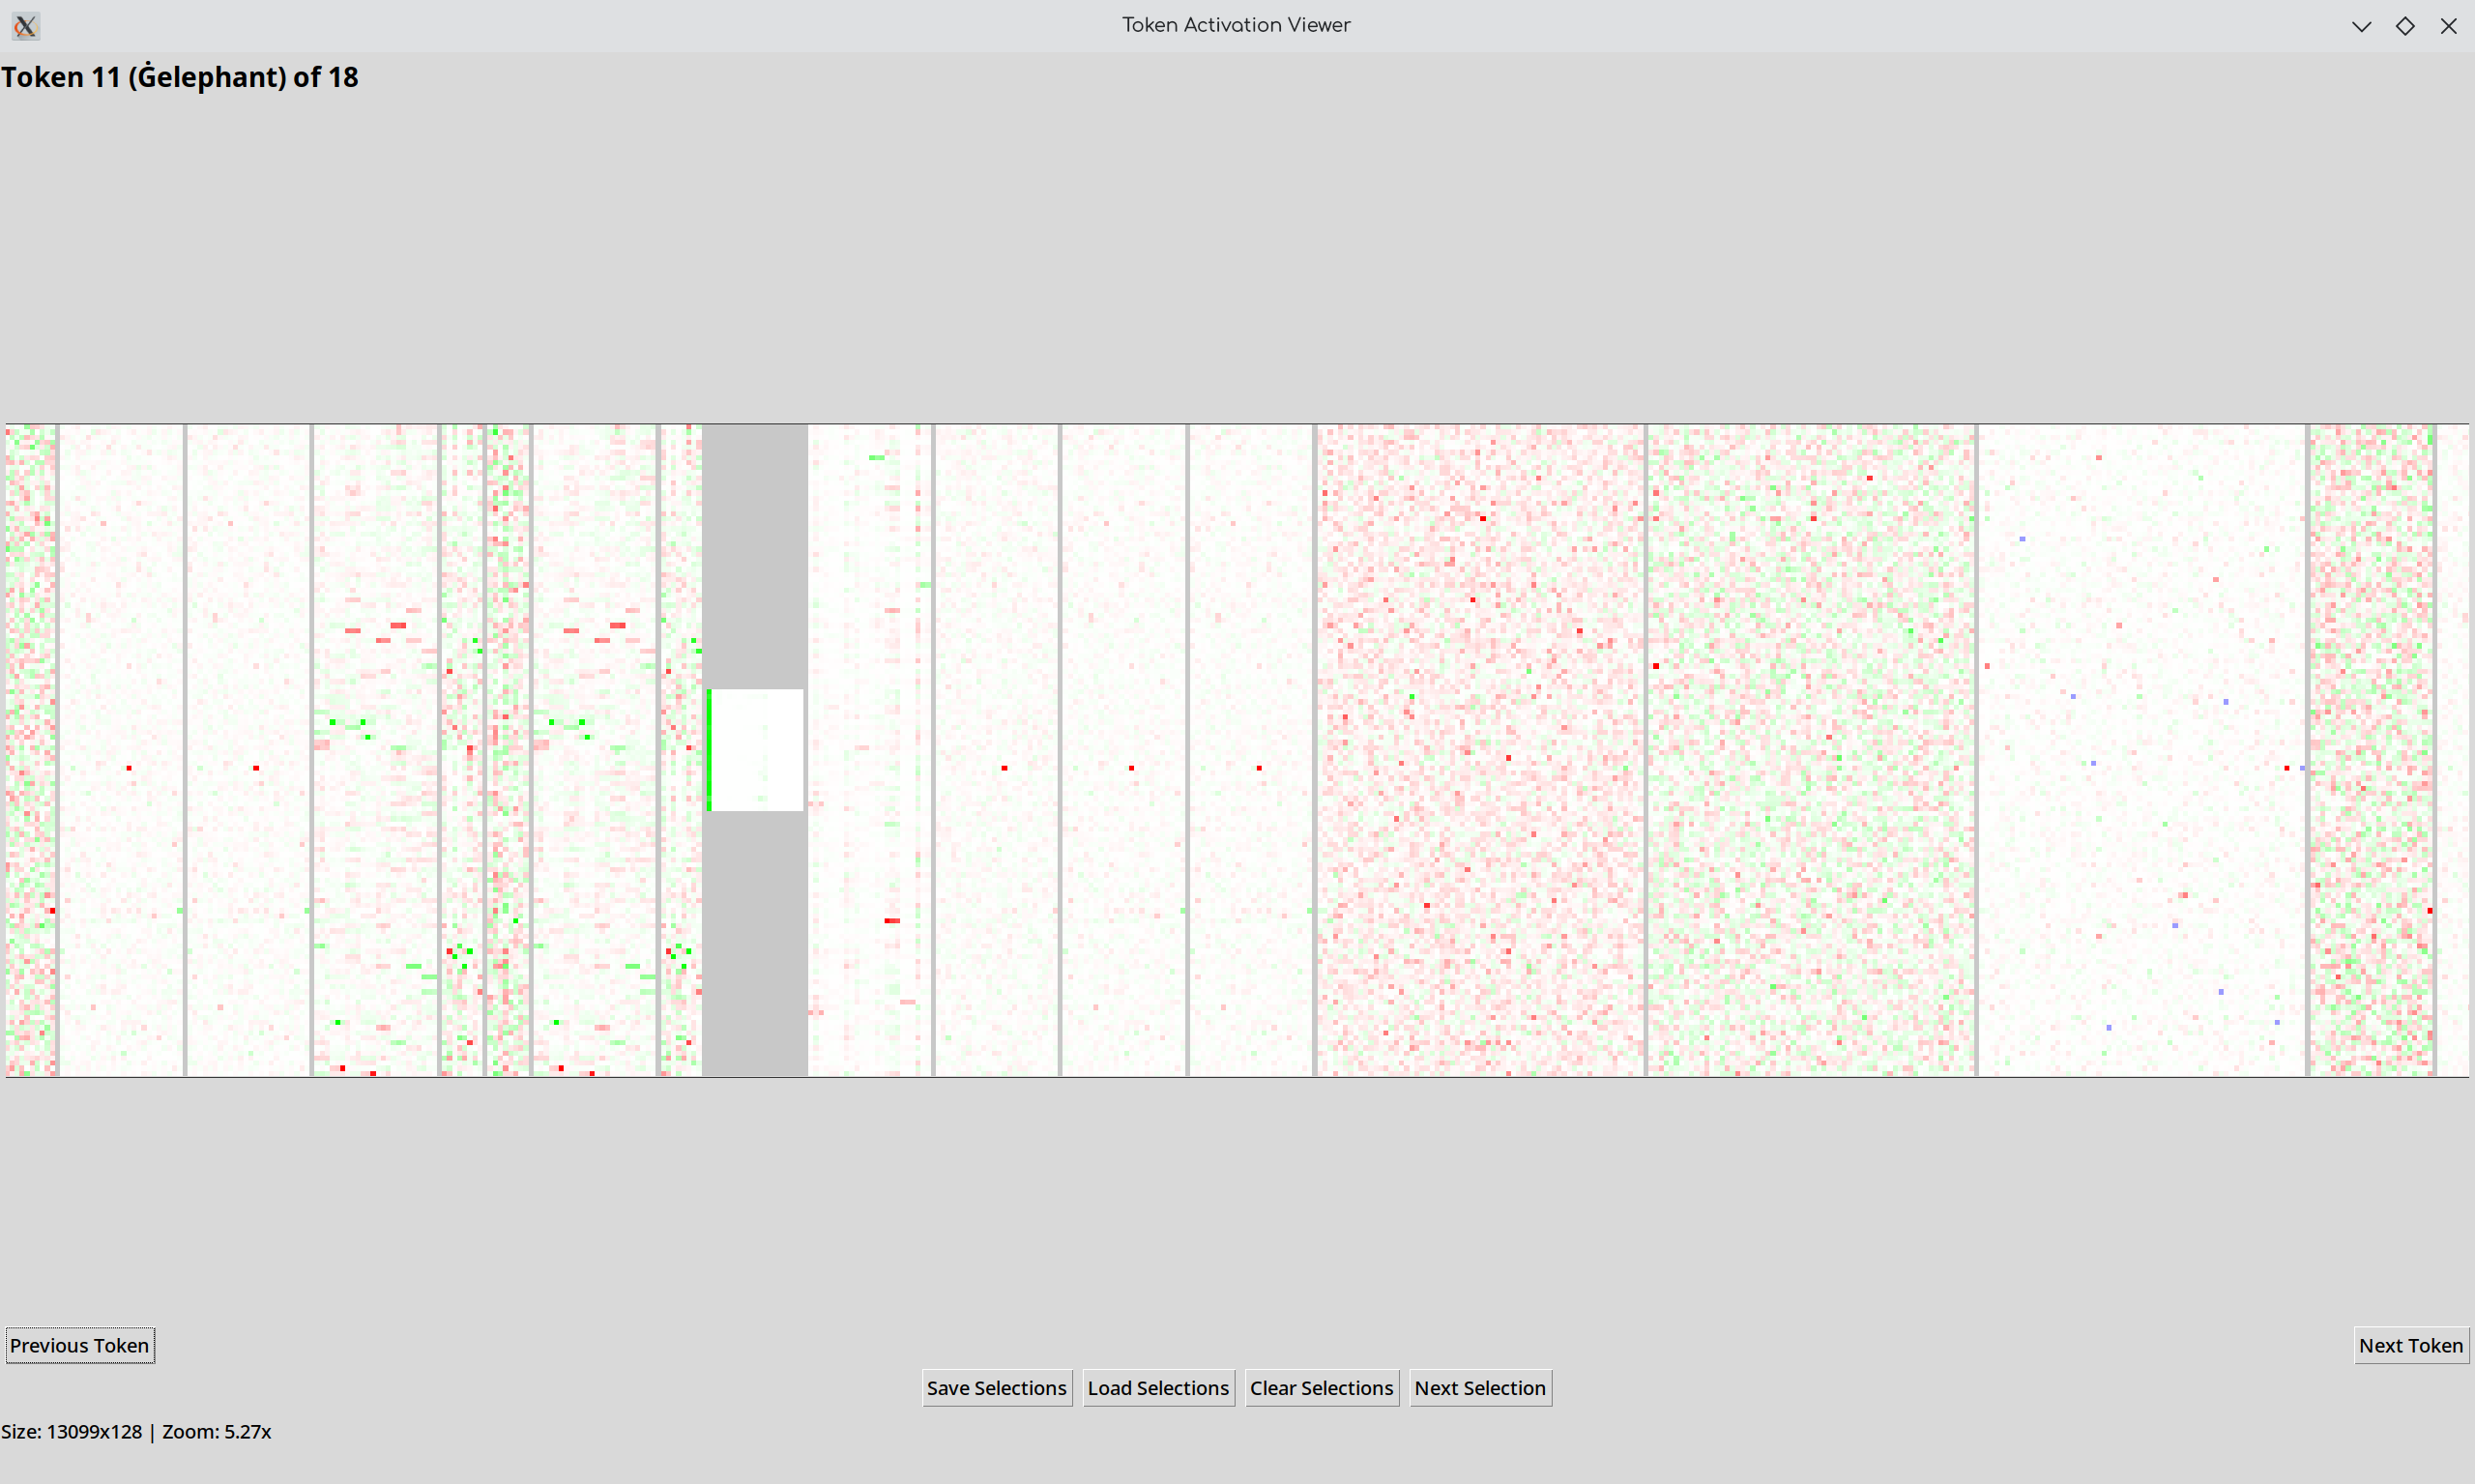 Token Activation Viewer
Token 11 (Ġelephant) of 18
Previous Token
Next Token
Save Selections
Load Selections
Clear Selections
Next Selection
Size: 13099x128 | Zoom: 5.27x